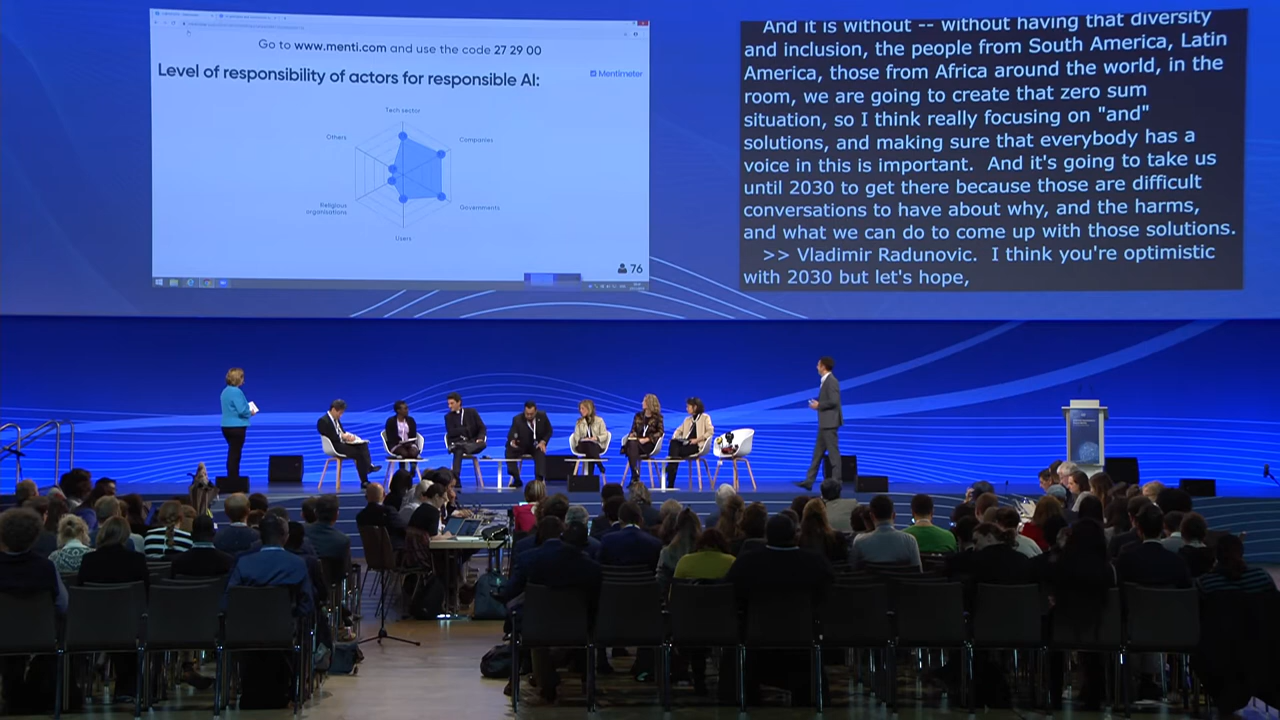 Go to www.menti.com and use the code 27 29 00
Level of responsibility of actors for responsible AI:
Mentimeter
Tech sector
Others
Companies
Religious
organisations
Governments
Users
76
And it is without -- without having that diversity
and inclusion, the people from South America, Latin
America, those from Africa around the world, in the
room, we are going to create that zero sum
situation, so I think really focusing on "and"
solutions, and making sure that everybody has a
voice in this is important.  And it's going to take us
until 2030 to get there because those are difficult
conversations to have about why, and the harms,
and what we can do to come up with those solutions.
>> Vladimir Radunovic.  I think you're optimistic
with 2030 but let's hope,